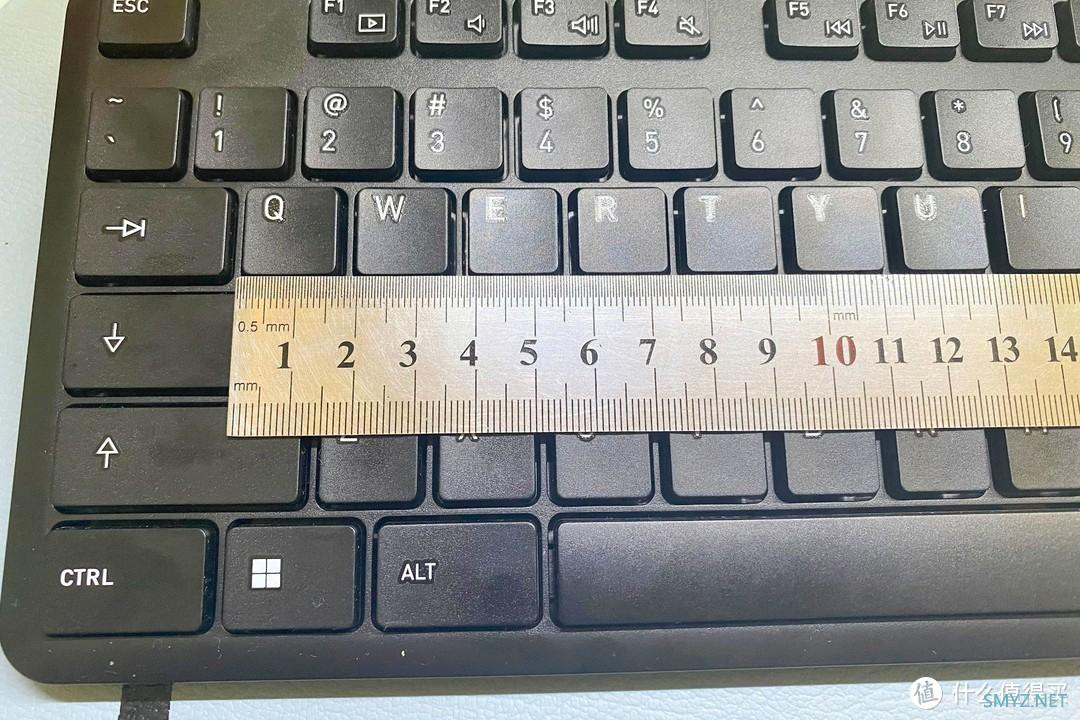 ESC F1 F2 F3 F4 F5 F6 F7
~ ! @ # $ % ^ & * (
` 1 2 3 4 5 6 7 8 9
Q W E R T Y U I
0.5 mm mm
1 2 3 4 5 6 7 8 9 10 11 12 13 14
mm
CTRL ALT
值 什么值得买
SMYZ.NET